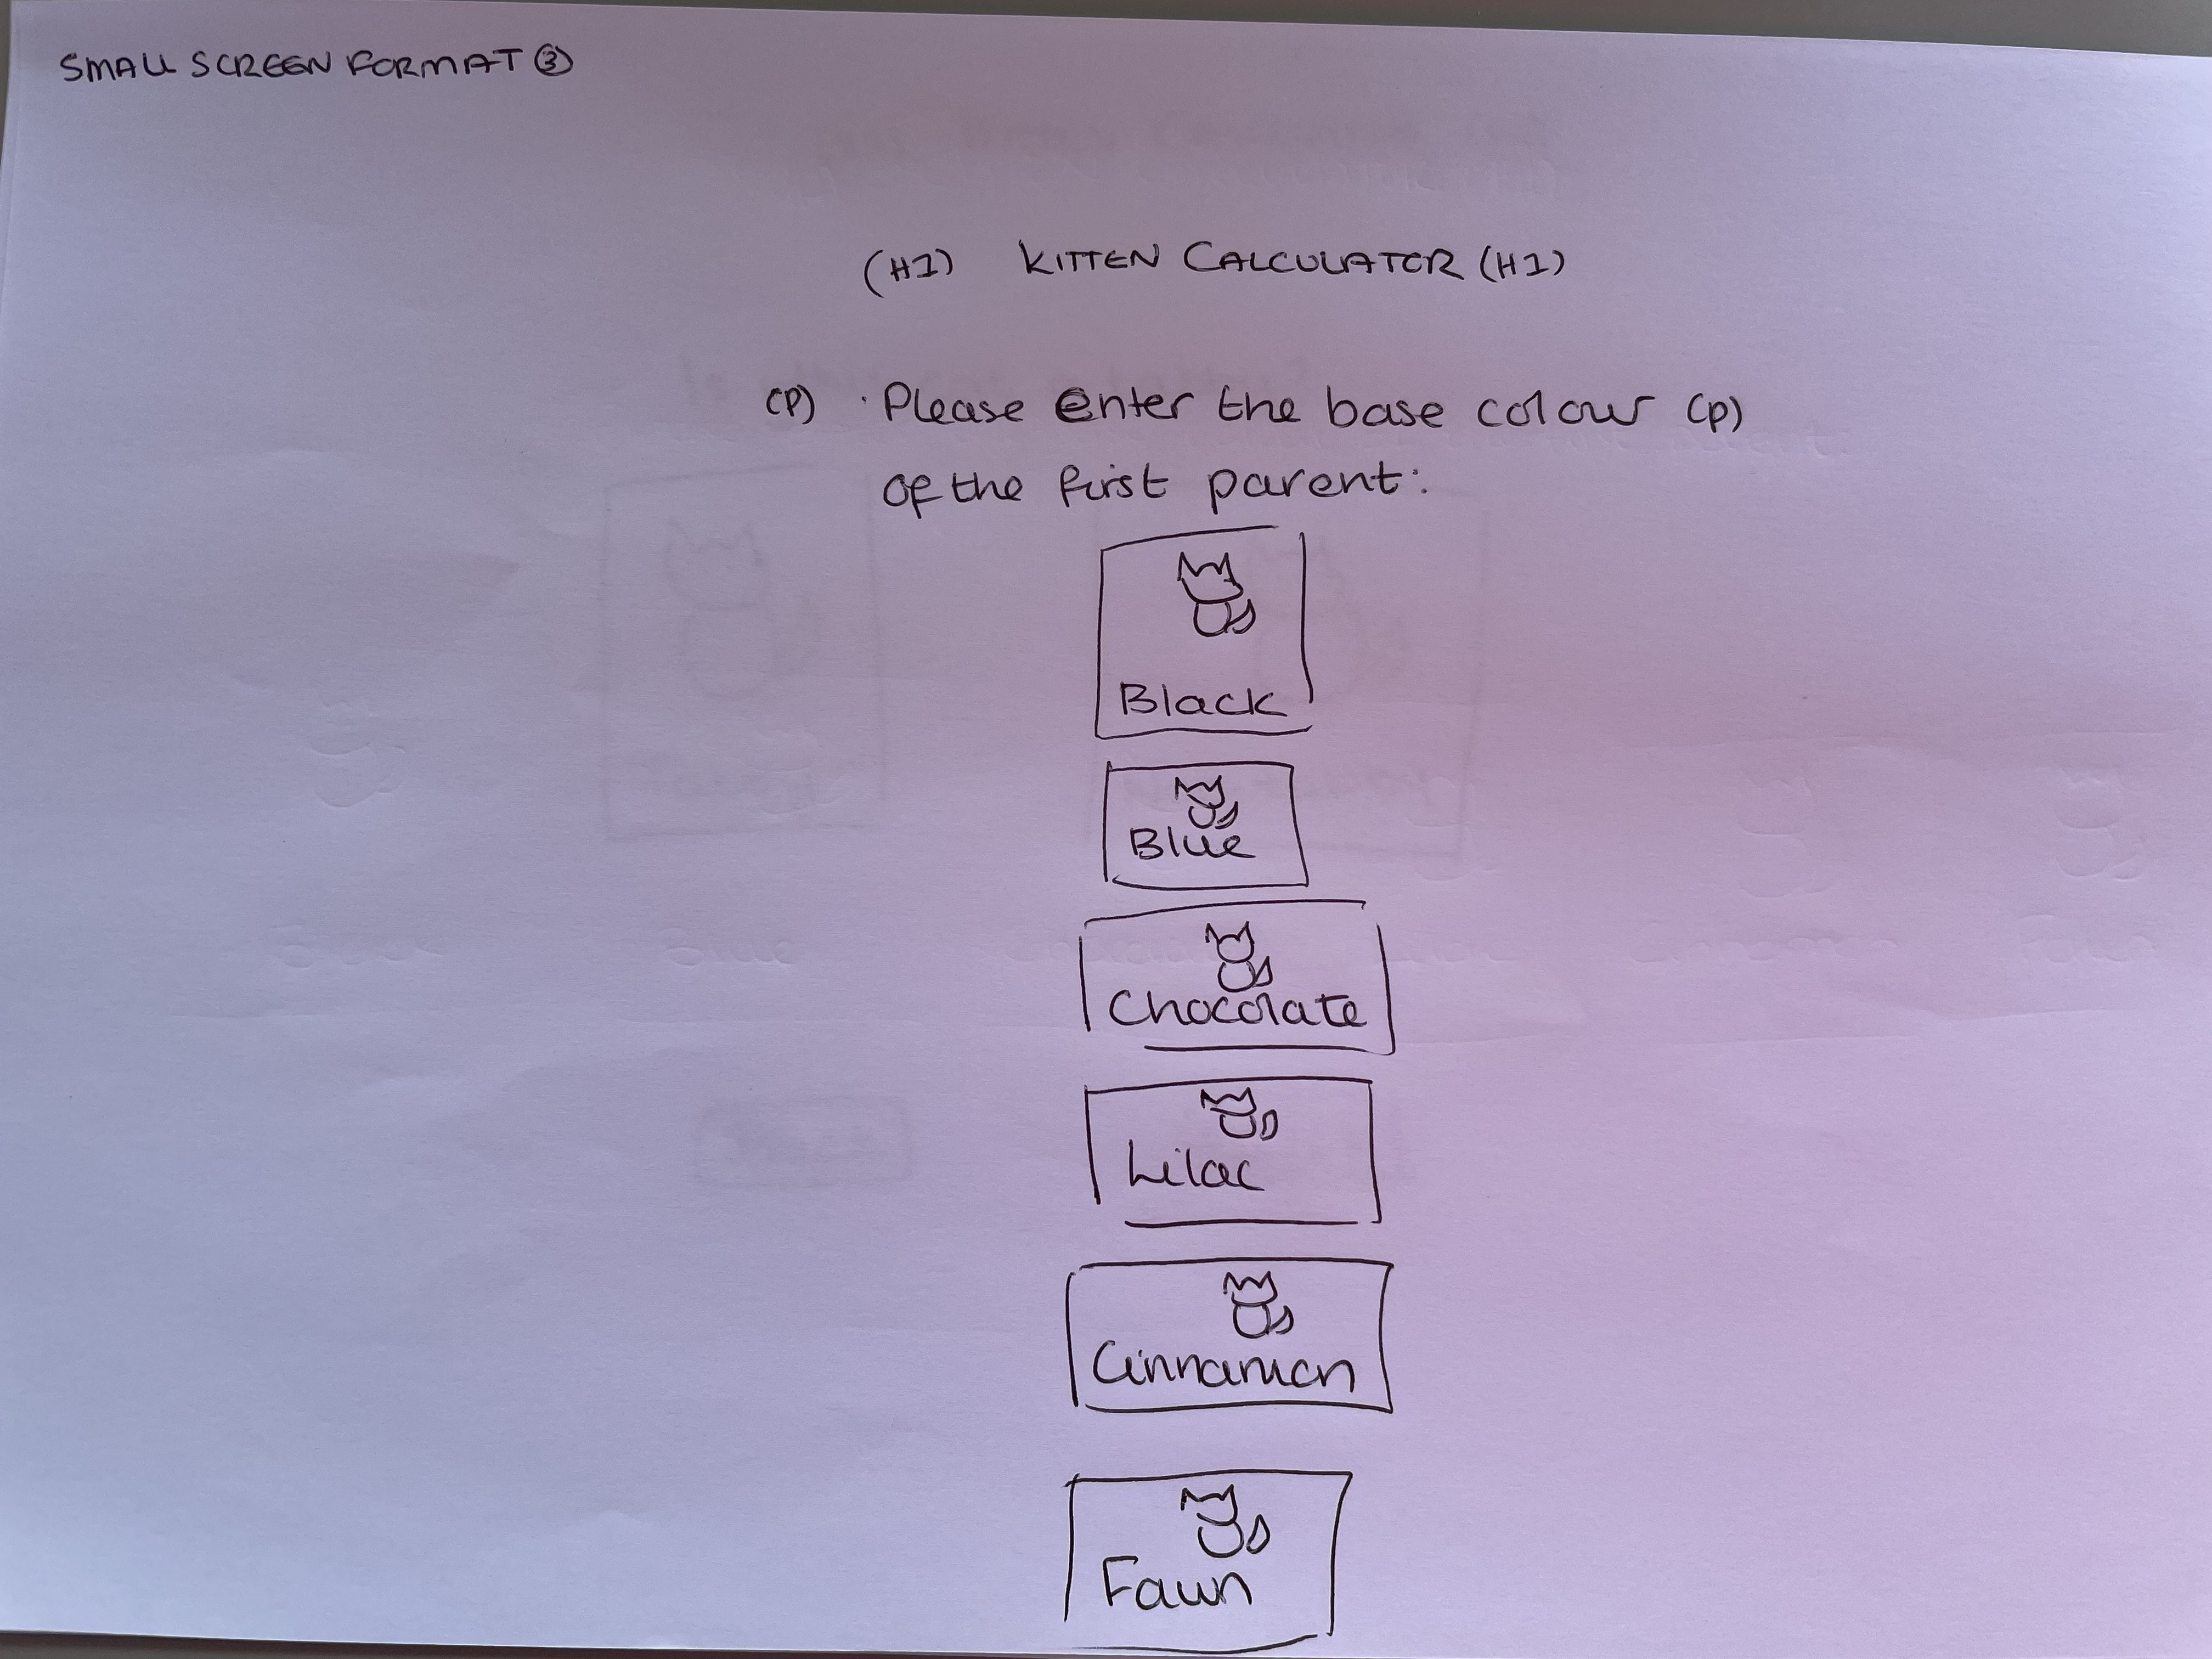 SMALL SCREEN FORMAT ③
(H1) KITTEN CALCULATOR (H1)
(P) · Please enter the base colour (P)
of the first parent:
Black
Blue
Chocolate
Lilac
Cinnamon
Fawn